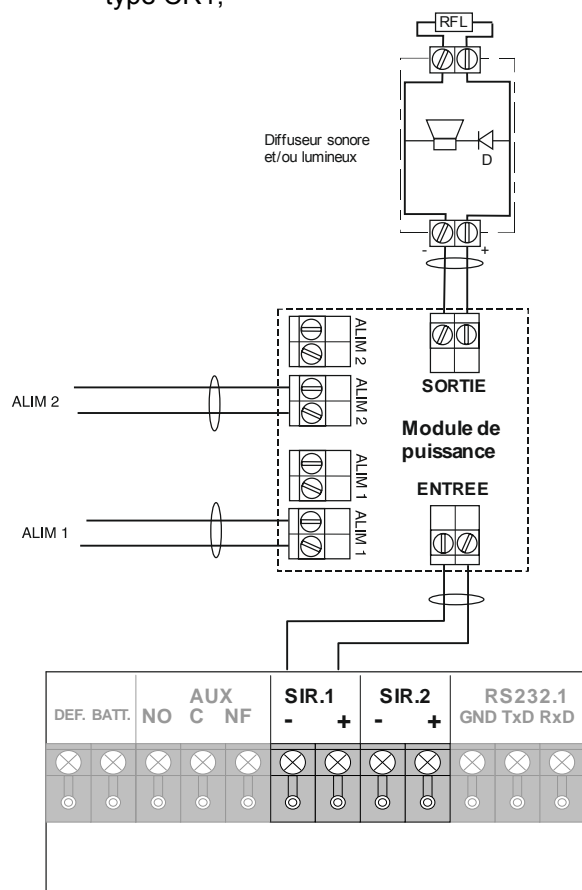 type CR1,
RFL
Diffuseur sonore
et/ou lumineux
D
- +
ALIM 2
ALIM 2
ALIM 2
SORTIE
Module de
puissance
ENTREE
ALIM 1
ALIM 1
ALIM 1
SIR.1 SIR.2
AUX RS232.1
DEF. BATT. NO C NF - + - + GND TxD RxD